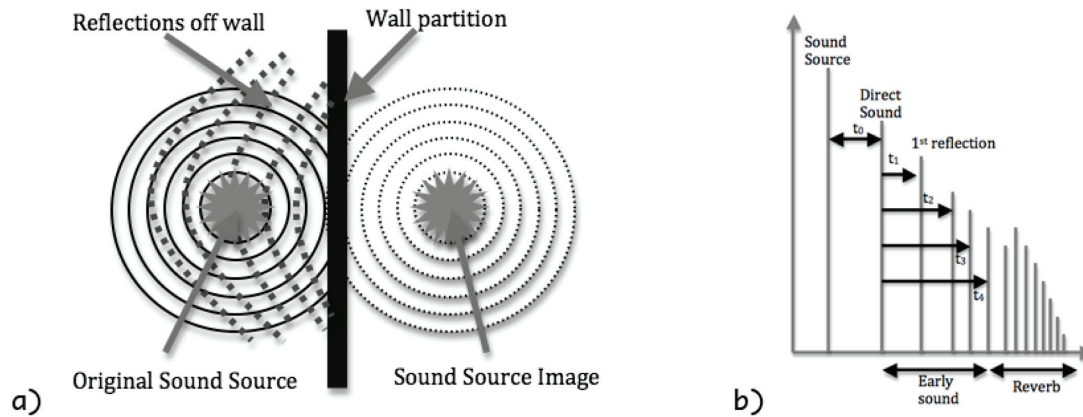 Reflections off wall
Wall partition
Original Sound Source
Sound Source Image
a)
Sound
Source
Direct
Sound
t₀
1st reflection
t₁
t₂
t₃
t₄
Early
sound
Reverb
b)